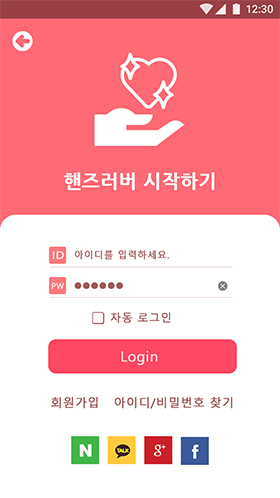 12:30
핸즈러버 시작하기
ID 아이디를 입력하세요.
PW ●●●●●●
자동 로그인
Login
회원가입 아이디/비밀번호 찾기
N TALK g+ f